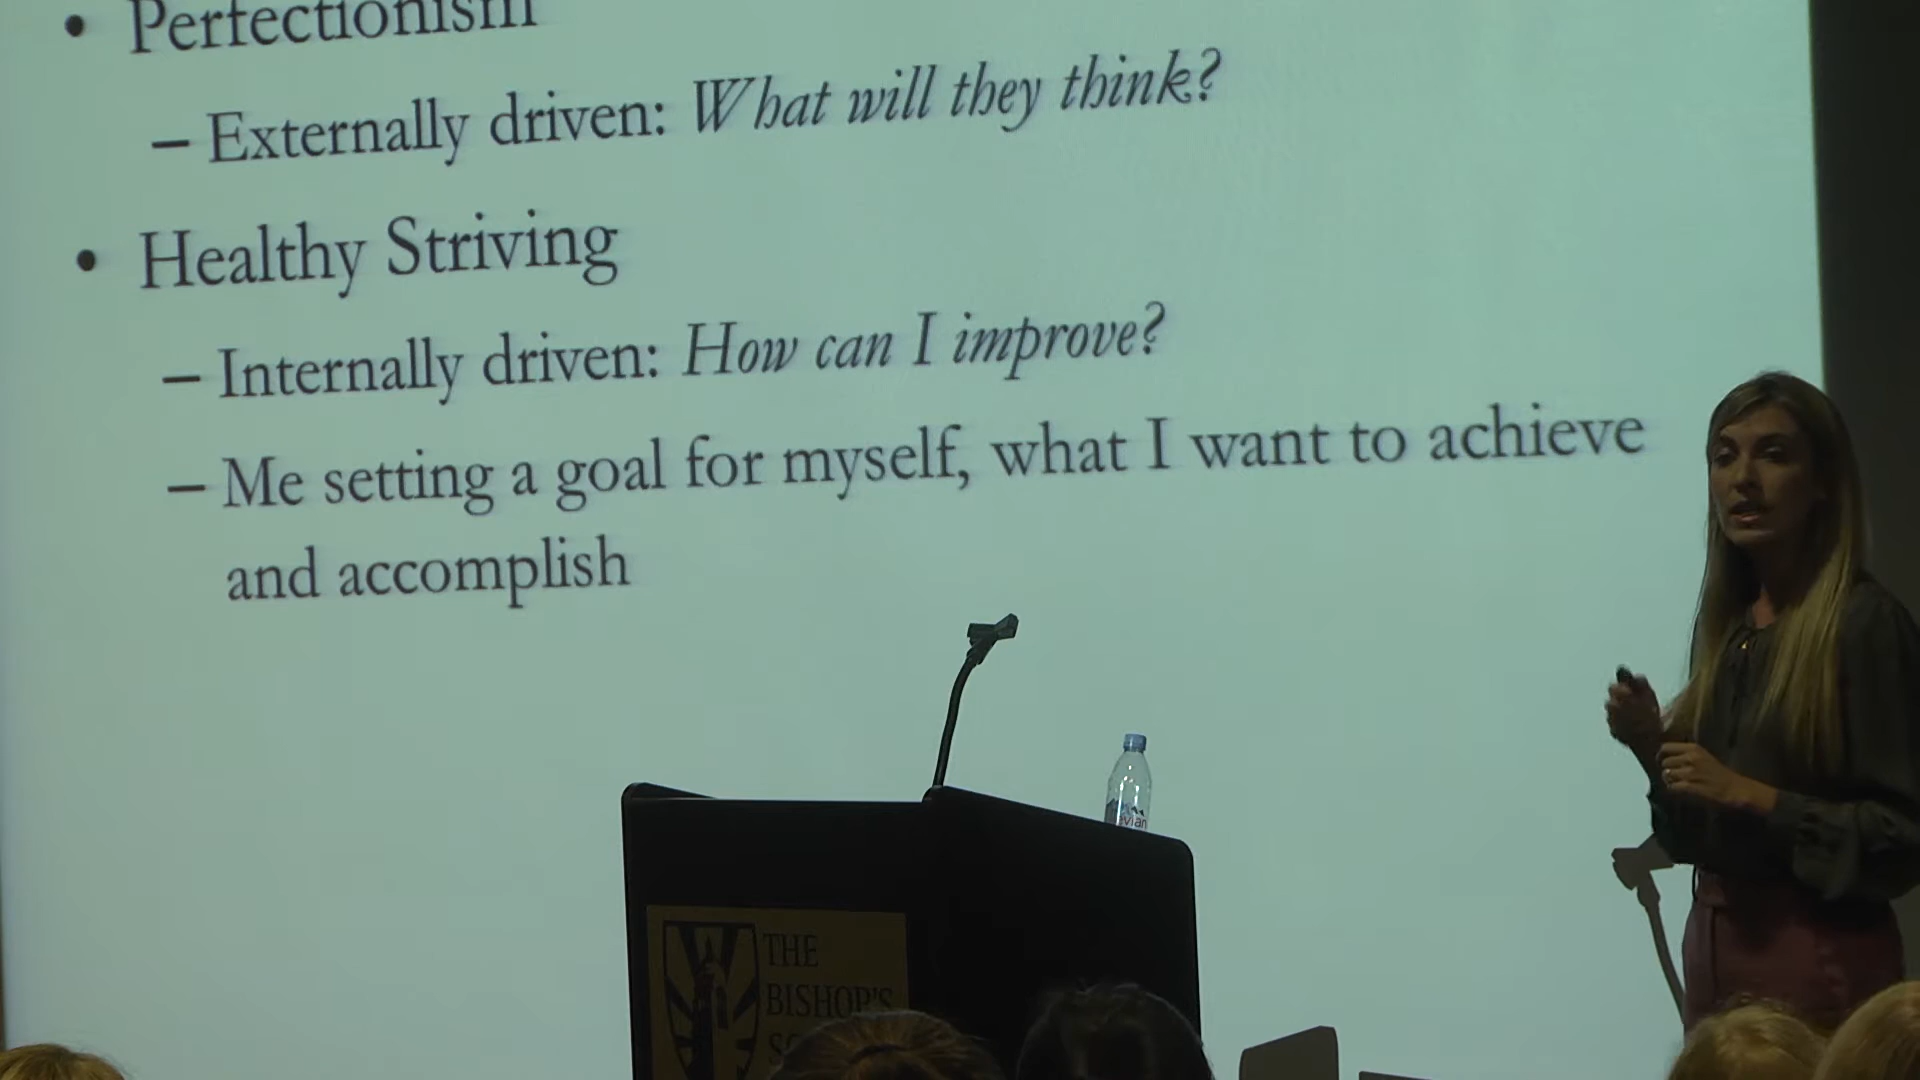 • Perfectionism
– Externally driven: What will they think?
• Healthy Striving
– Internally driven: How can I improve?
– Me setting a goal for myself, what I want to achieve
and accomplish
evian
THE
BISHOP'S